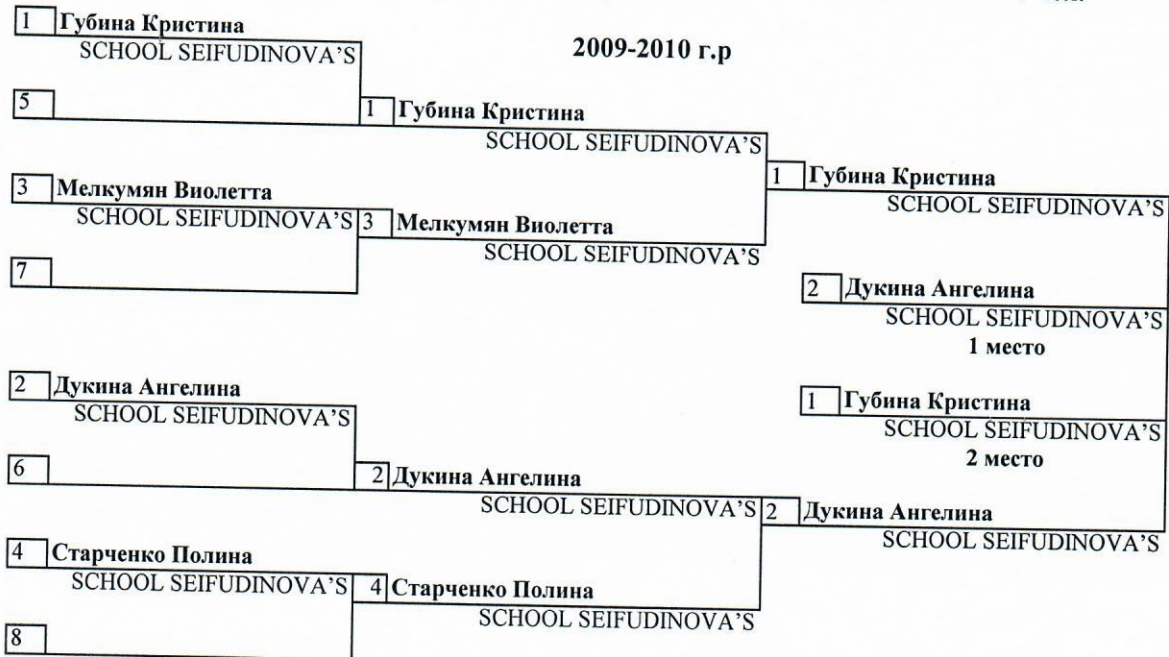 1 Губина Кристина
SCHOOL SEIFUDINOVA'S
2009-2010 г.р
5
1 Губина Кристина
SCHOOL SEIFUDINOVA'S
1 Губина Кристина
SCHOOL SEIFUDINOVA'S
3 Мелкумян Виолетта
SCHOOL SEIFUDINOVA'S
3 Мелкумян Виолетта
SCHOOL SEIFUDINOVA'S
7
2 Дукина Ангелина
SCHOOL SEIFUDINOVA'S
1 место
2 Дукина Ангелина
SCHOOL SEIFUDINOVA'S
1 Губина Кристина
SCHOOL SEIFUDINOVA'S
2 место
6
2 Дукина Ангелина
SCHOOL SEIFUDINOVA'S
2 Дукина Ангелина
SCHOOL SEIFUDINOVA'S
4 Старченко Полина
SCHOOL SEIFUDINOVA'S
4 Старченко Полина
SCHOOL SEIFUDINOVA'S
8